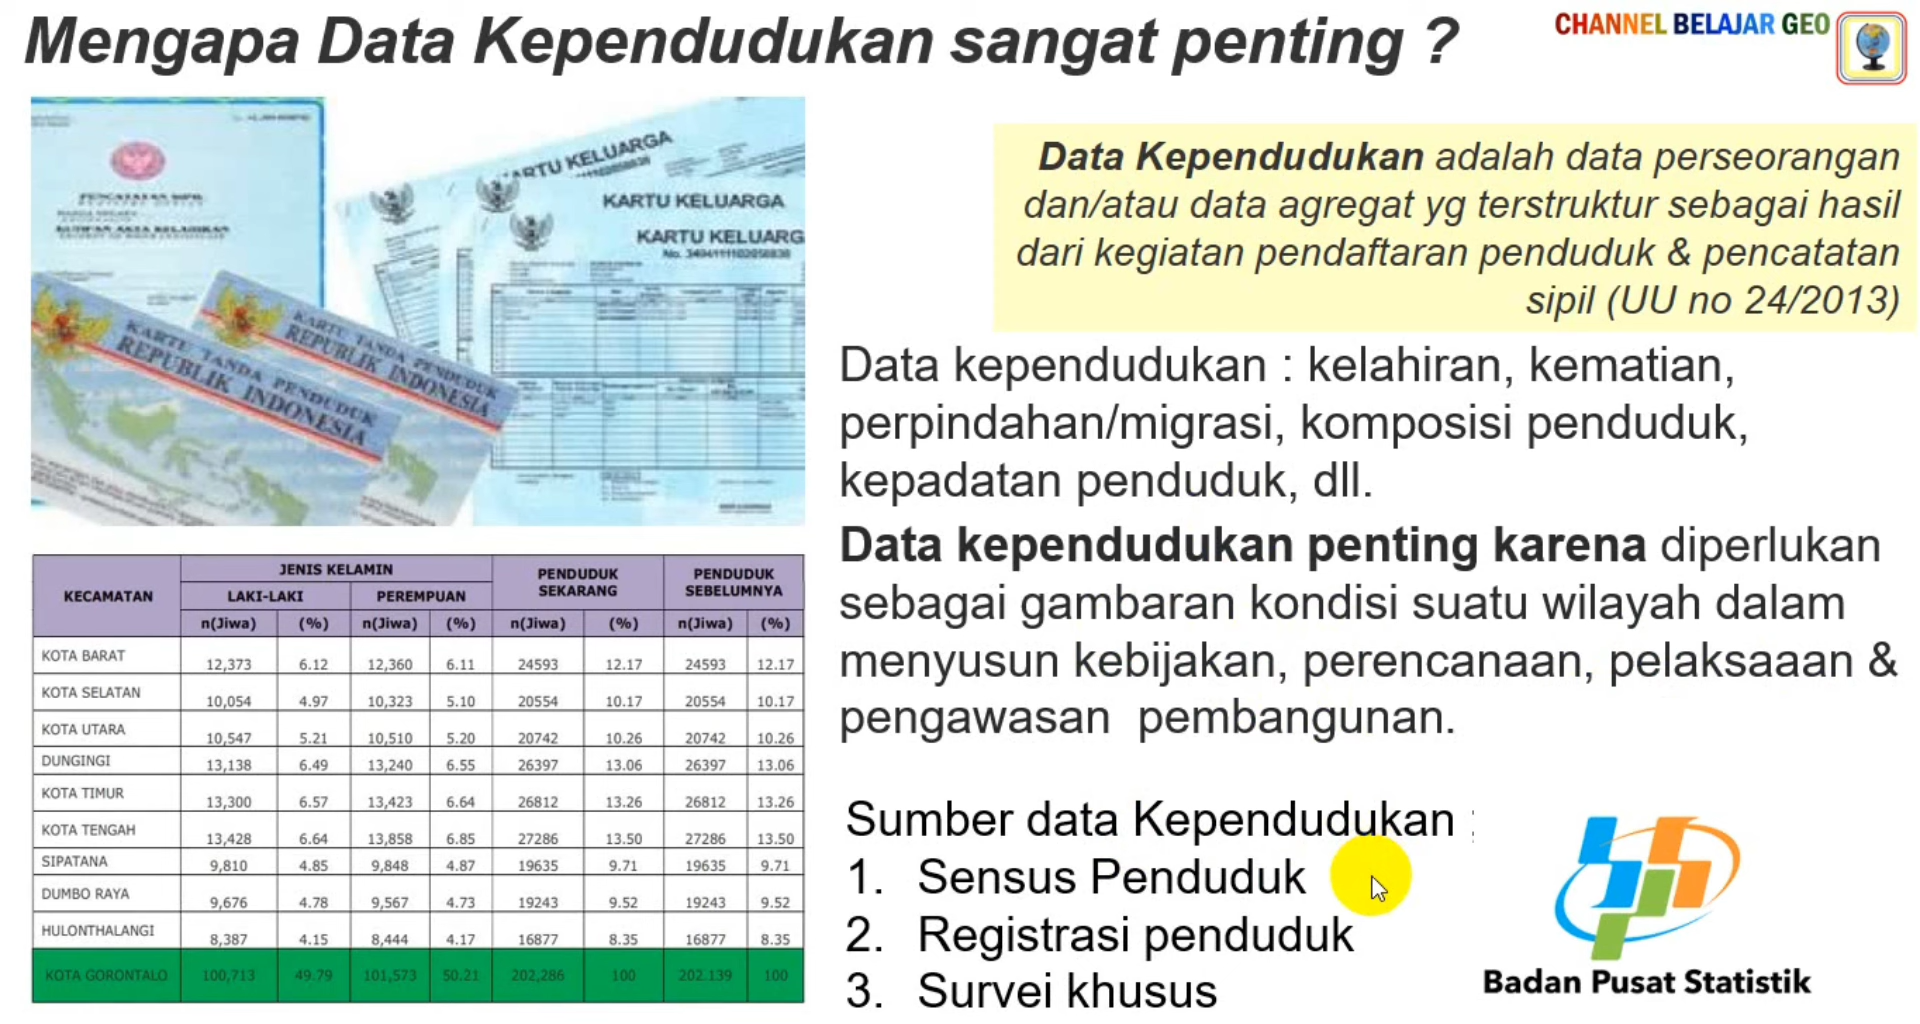 Mengapa Data Kependudukan sangat penting ?
CHANNEL BELAJAR GEO
KARTU KELUARGA
KARTU KELUARGA
KARTU KELUARG
KARTU TANDA PENDUDUK
REPUBLIK INDONESIA
KARTU TANDA PENDUDUK
REPUBLIK INDONESIA
Data Kependudukan adalah data perseorangan
dan/atau data agregat yg terstruktur sebagai hasil
dari kegiatan pendaftaran penduduk & pencatatan
sipil (UU no 24/2013)
Data kependudukan : kelahiran, kematian,
perpindahan/migrasi, komposisi penduduk,
kepadatan penduduk, dll.
Data kependudukan penting karena diperlukan
sebagai gambaran kondisi suatu wilayah dalam
menyusun kebijakan, perencanaan, pelaksaaan &
pengawasan pembangunan.
KECAMATAN JENIS KELAMIN PENDUDUK SEKARANG PENDUDUK SEBELUMNYA
LAKI-LAKI PEREMPUAN
n(Jiwa) (%) n(Jiwa) (%) n(Jiwa) (%) n(Jiwa) (%)
KOTA BARAT 12,373 6.12 12,360 6.11 24593 12.17 24593 12.17
KOTA SELATAN 10,054 4.97 10,323 5.10 20554 10.17 20554 10.17
KOTA UTARA 10,547 5.21 10,510 5.20 20742 10.26 20742 10.26
DUNGINGI 13,138 6.49 13,240 6.55 26397 13.06 26397 13.06
KOTA TIMUR 13,300 6.57 13,423 6.64 26812 13.26 26812 13.26
KOTA TENGAH 13,428 6.64 13,858 6.85 27286 13.50 27286 13.50
SIPATANA 9,810 4.85 9,848 4.87 19635 9.71 19635 9.71
DUMBO RAYA 9,676 4.78 9,567 4.73 19243 9.52 19243 9.52
HULONTHALANGI 8,387 4.15 8,444 4.17 16877 8.35 16877 8.35
KOTA GORONTALO 100,713 49.79 101,573 50.21 202,286 100 202.139 100
Sumber data Kependudukan :
1. Sensus Penduduk
2. Registrasi penduduk
3. Survei khusus
Badan Pusat Statistik